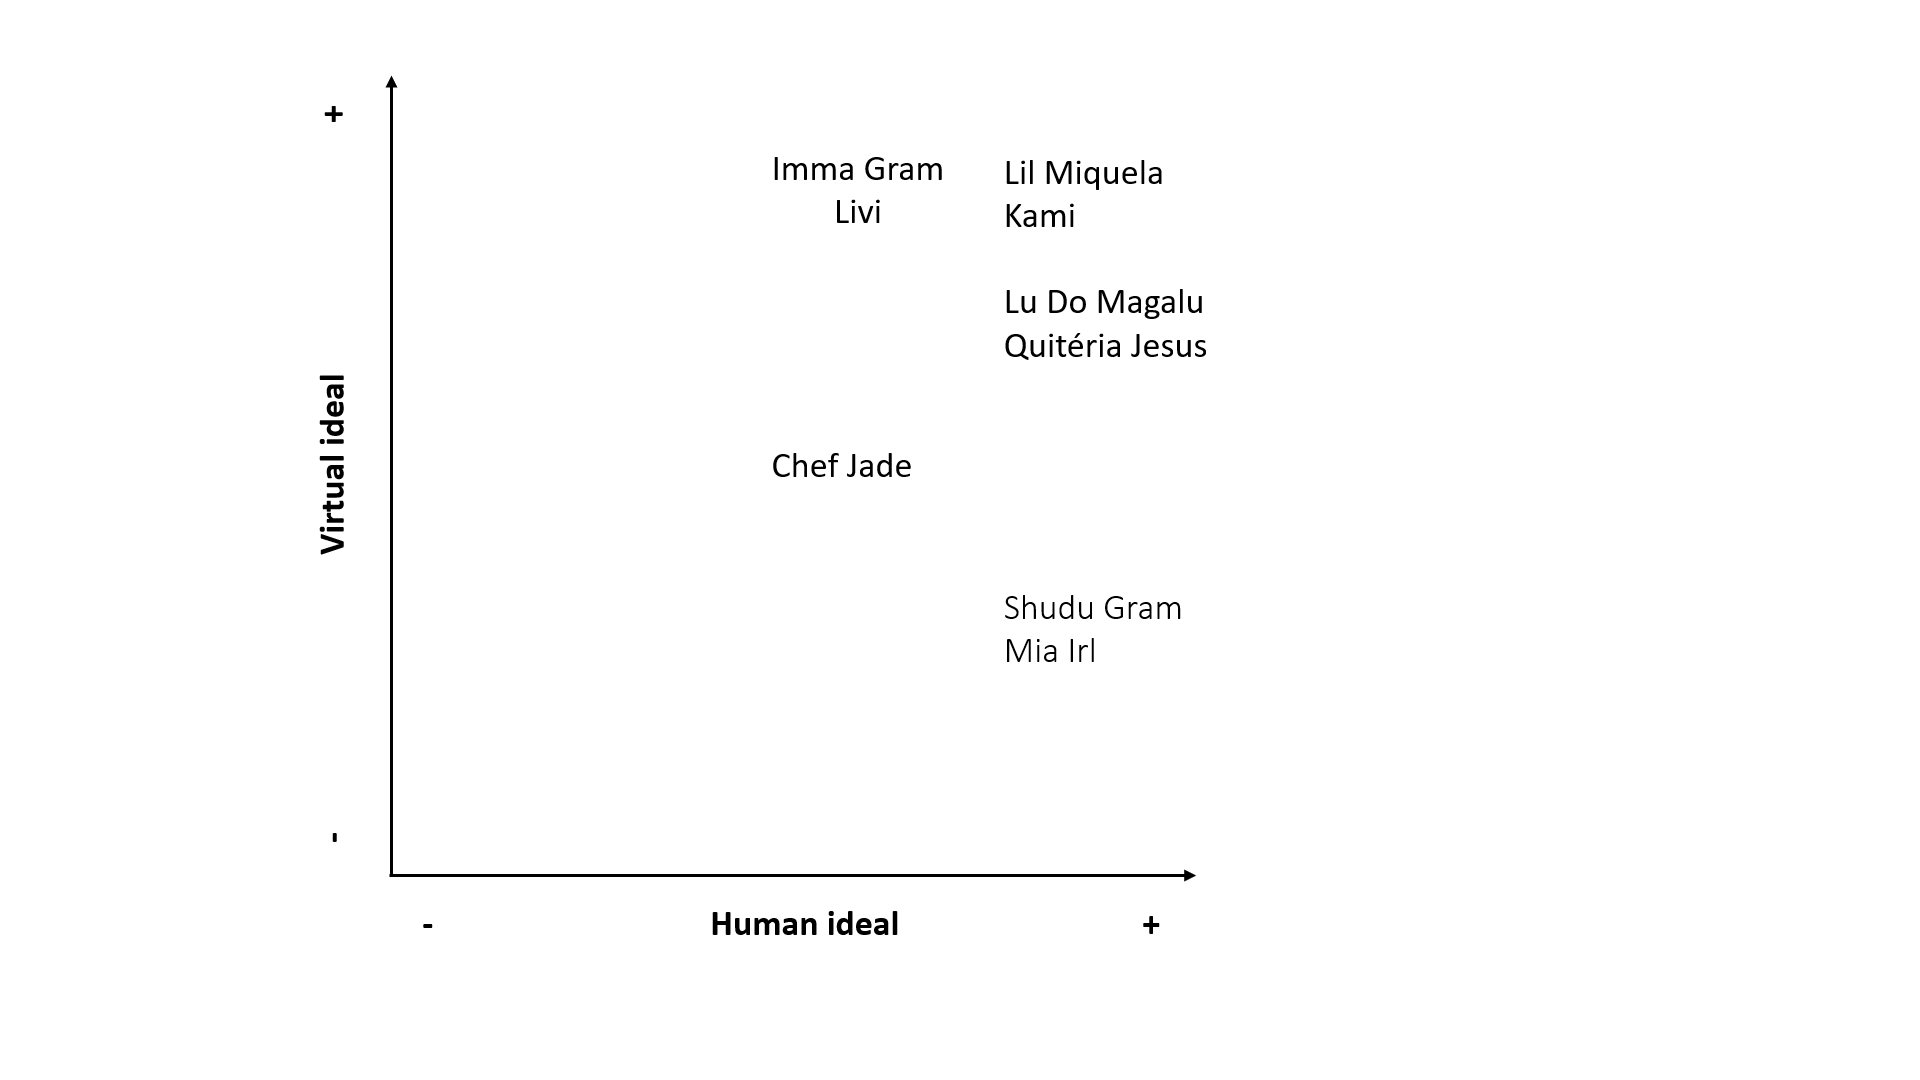 +
Imma Gram
Livi
Lil Miquela
Kami
Lu Do Magalu
Quitéria Jesus
Virtual ideal
Chef Jade
Shudu Gram
Mia Irl
-
- Human ideal +